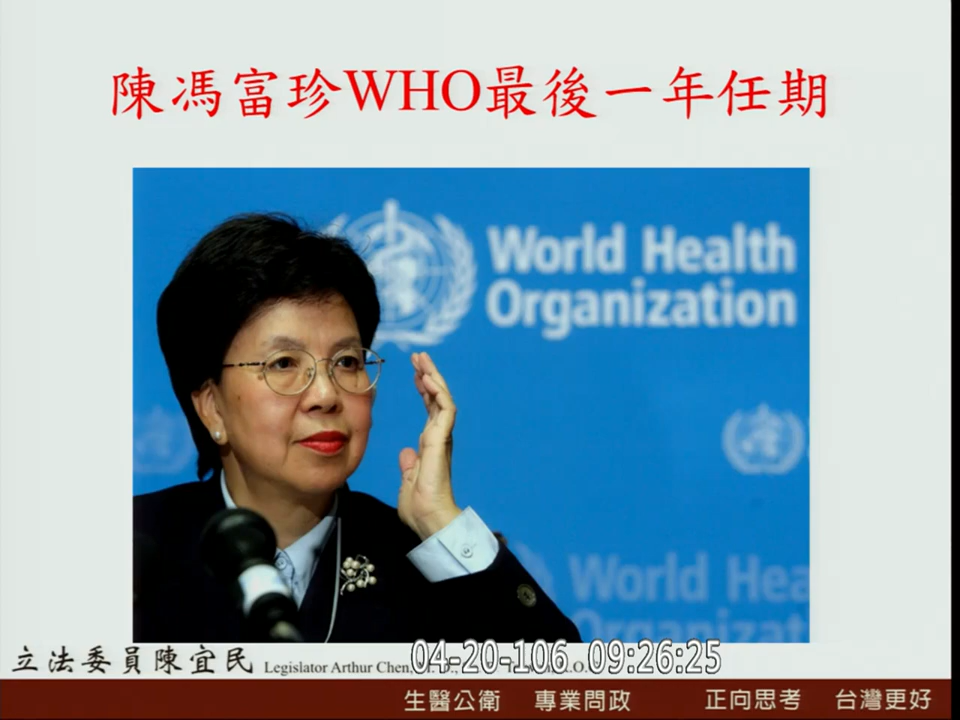 陳馮富珍WHO最後一年任期
World Health
Organization
World Hea
Organizat
立法委員陳宜民 Legislator Arthur Chen,
04-20-106 09:26:25
生醫公衛 專業問政 正向思考 台灣更好